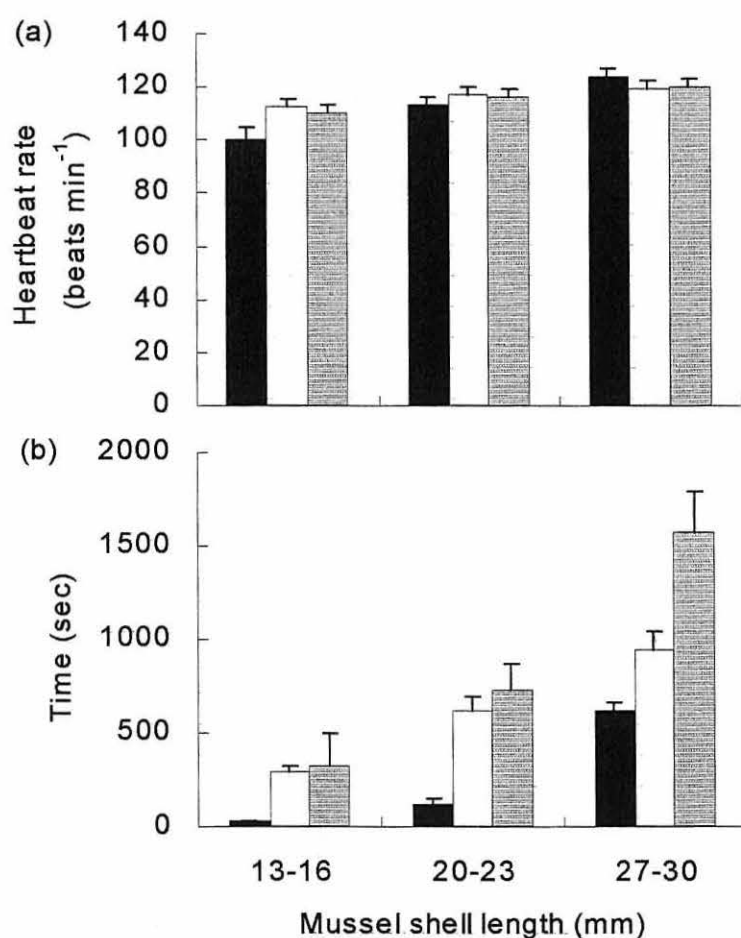 (a)
140
120
100
80
60
40
20
0
Heartbeat rate
(beats min⁻¹)
(b)
2000
1500
1000
500
0
Time (sec)
13-16 20-23 27-30
Mussel shell length (mm)